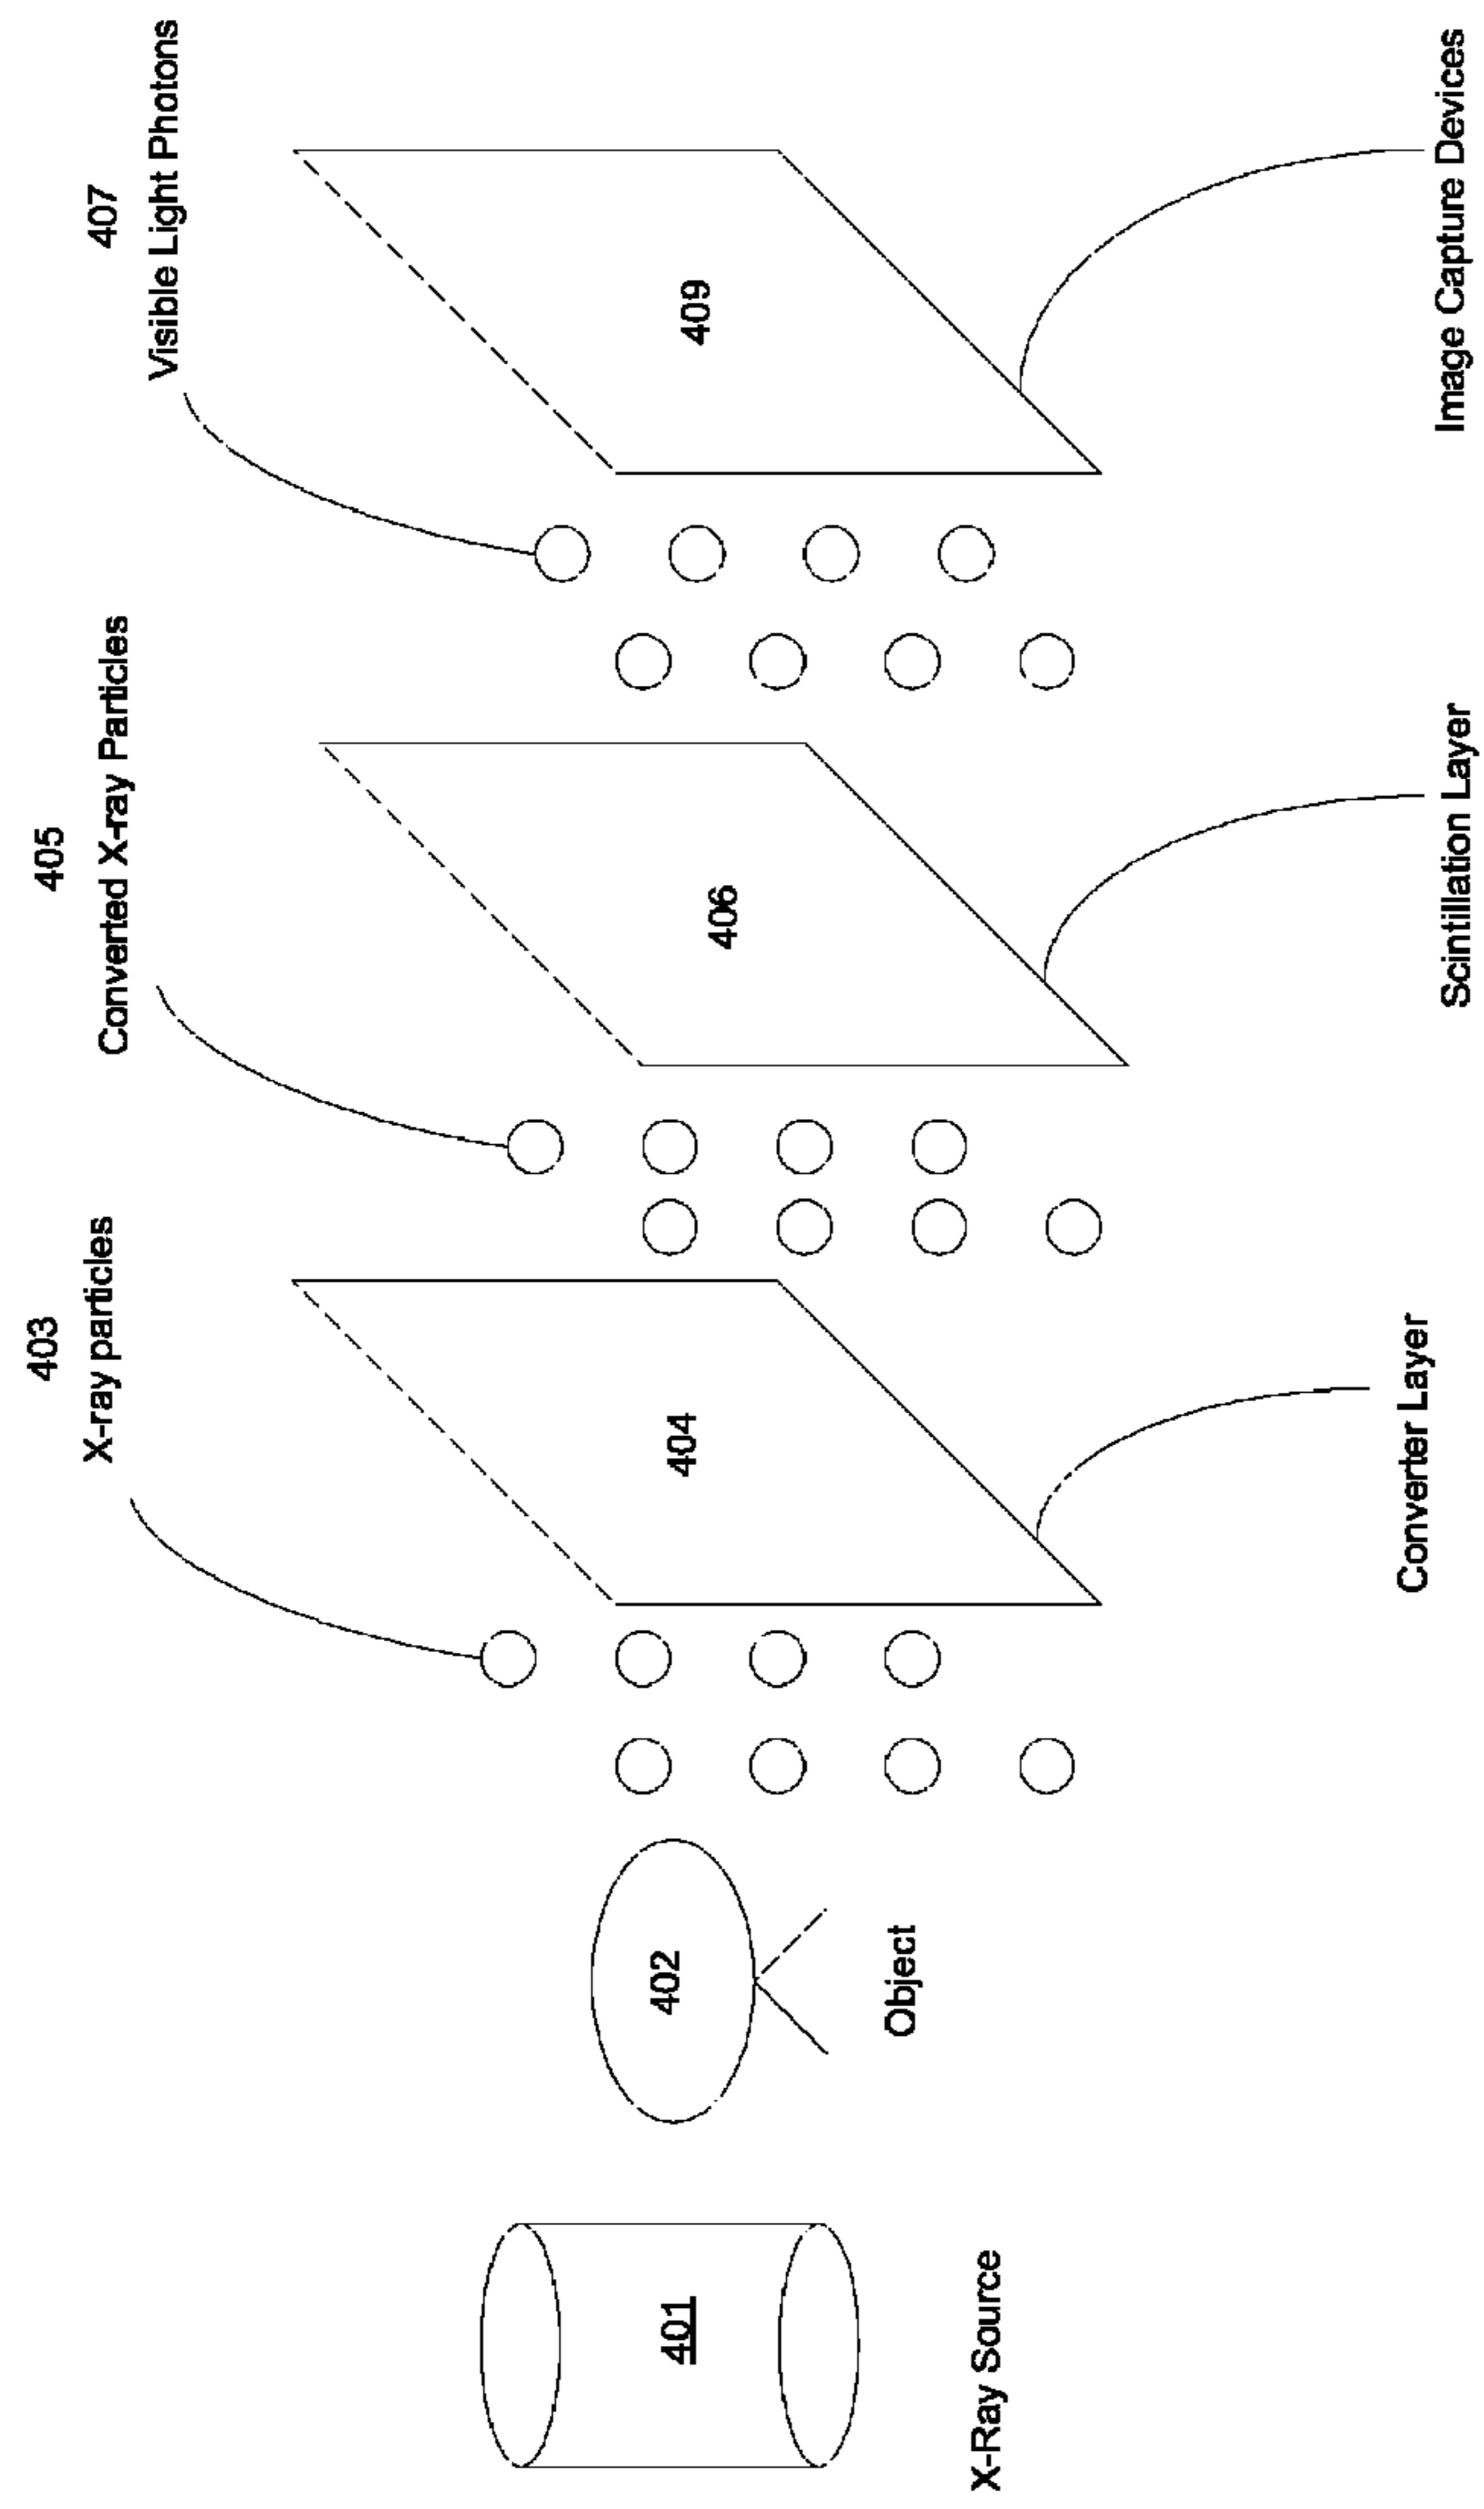 403
X-ray particles
405
Converted X-ray Particles
407
Visible Light Photons
401
402
404
406
409
X-Ray Source
Object
Converter Layer
Scintillation Layer
Image Capture Devices